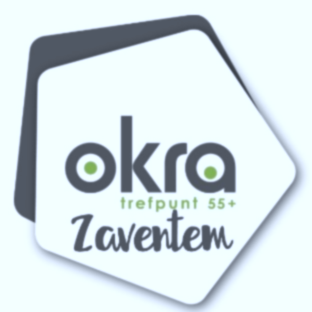 okra
trefpunt 55+
Zaventem